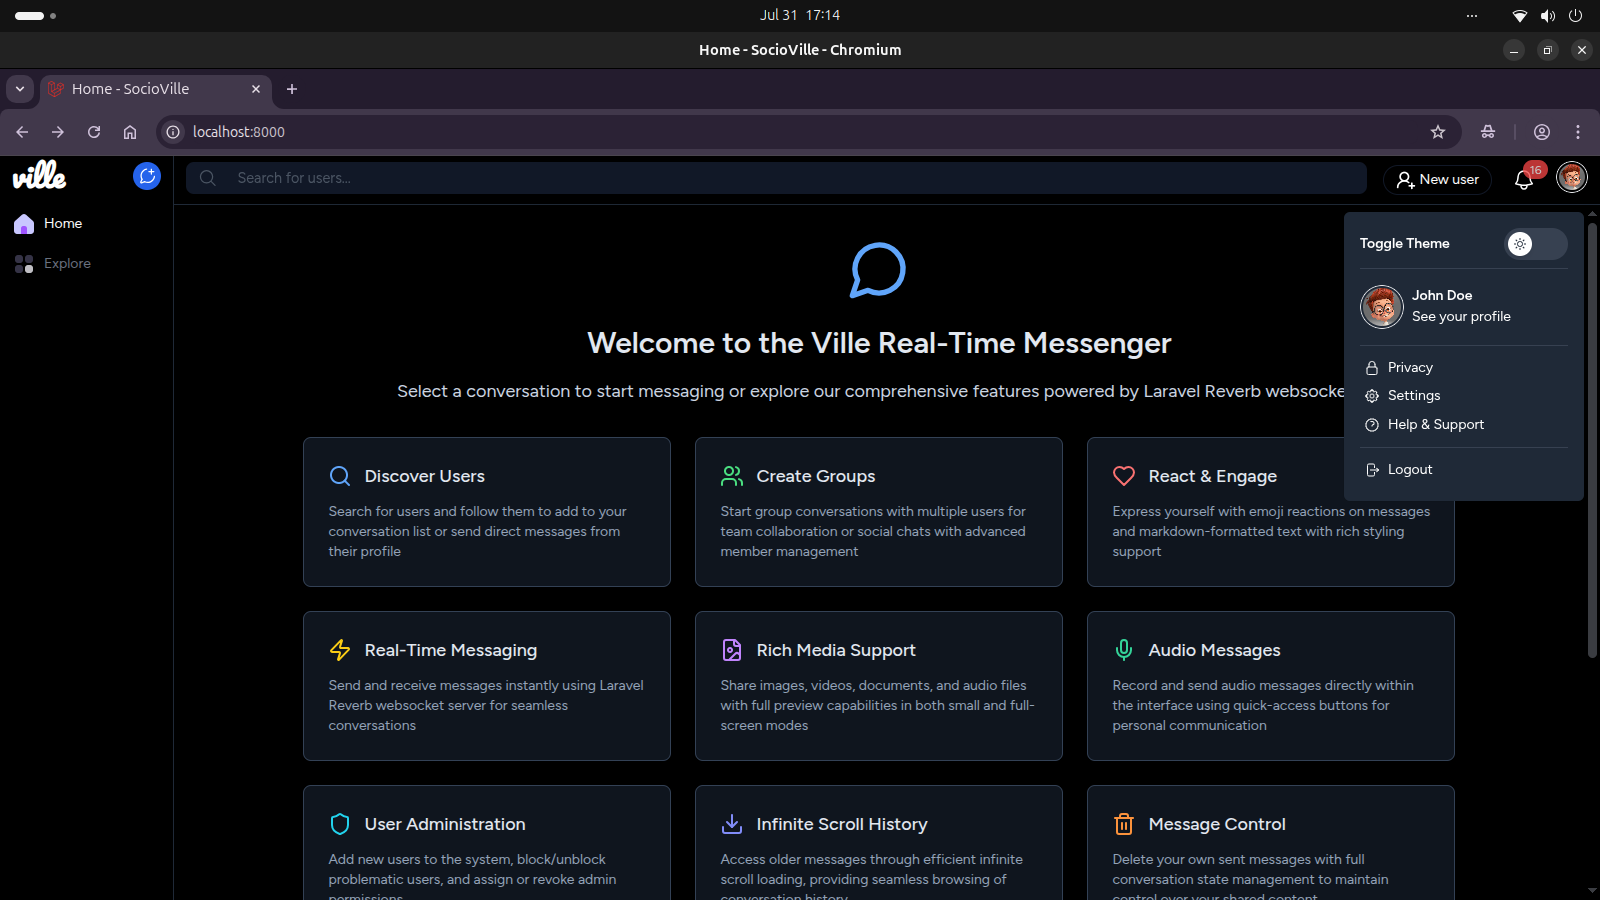 Jul 31 17:14
Home - SocioVille - Chromium
Home - SocioVille
localhost:8000
ville
Search for users...
New user
16
Home
Explore
Toggle Theme
John Doe
See your profile
Privacy
Settings
Help & Support
Logout
Welcome to the Ville Real-Time Messenger
Select a conversation to start messaging or explore our comprehensive features powered by Laravel Reverb
Discover Users
Search for users and follow them to add to your
conversation list or send direct messages from
their profile
Create Groups
Start group conversations with multiple users for
team collaboration or social chats with advanced
member management
React & Engage
Express yourself with emoji reactions on messages
and markdown-formatted text with rich styling
support
Real-Time Messaging
Send and receive messages instantly using Laravel
Reverb websocket server for seamless
conversations
Rich Media Support
Share images, videos, documents, and audio files
with full preview capabilities in both small and full-
screen modes
Audio Messages
Record and send audio messages directly within
the interface using quick-access buttons for
personal communication
User Administration
Add new users to the system, block/unblock
problematic users, and assign or revoke admin
permissions
Infinite Scroll History
Access older messages through efficient infinite
scroll loading, providing seamless browsing of
conversation history
Message Control
Delete your own sent messages with full
conversation state management to maintain
control over your shared content